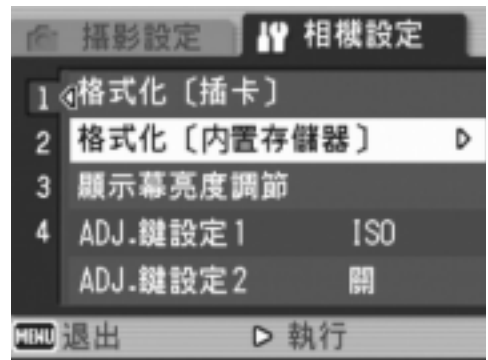 攝影設定 相機設定
1 格式化〔插卡〕
2 格式化〔內置存儲器〕
3 顯示幕亮度調節
4 ADJ.鍵設定1 ISO
ADJ.鍵設定2 關
MENU 退出 執行